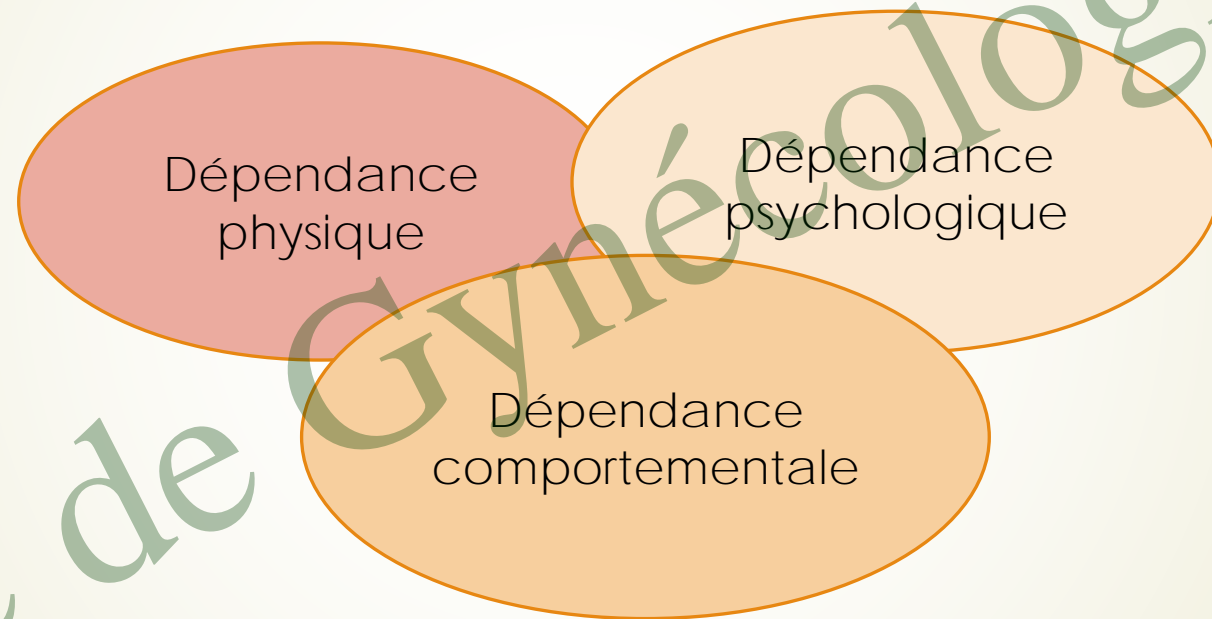 Dépendance
physique
Dépendance
psychologique
Dépendance
comportementale
de Gynécolog